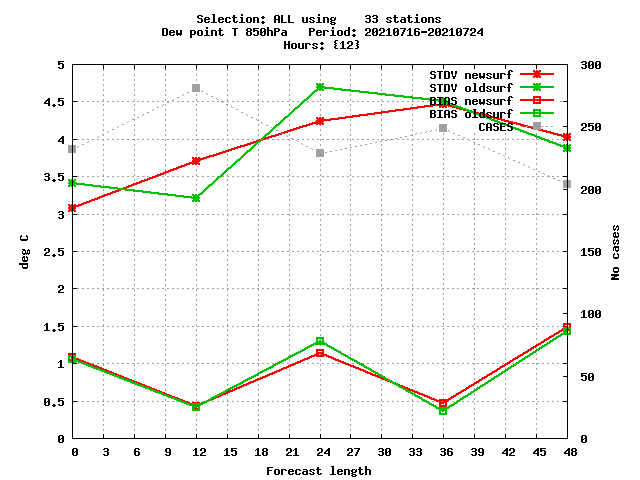 Selection: ALL using    33 stations
Dew point T 850hPa   Period: 20210716-20210724
Hours: {12}
5
4.5
4
3.5
3
2.5
2
1.5
1
0.5
0
deg C
300
250
200
150
100
50
0
No cases
STDV newsurf
STDV oldsurf
BIAS newsurf
BIAS oldsurf
CASES
0 3 6 9 12 15 18 21 24 27 30 33 36 39 42 45 48
Forecast length